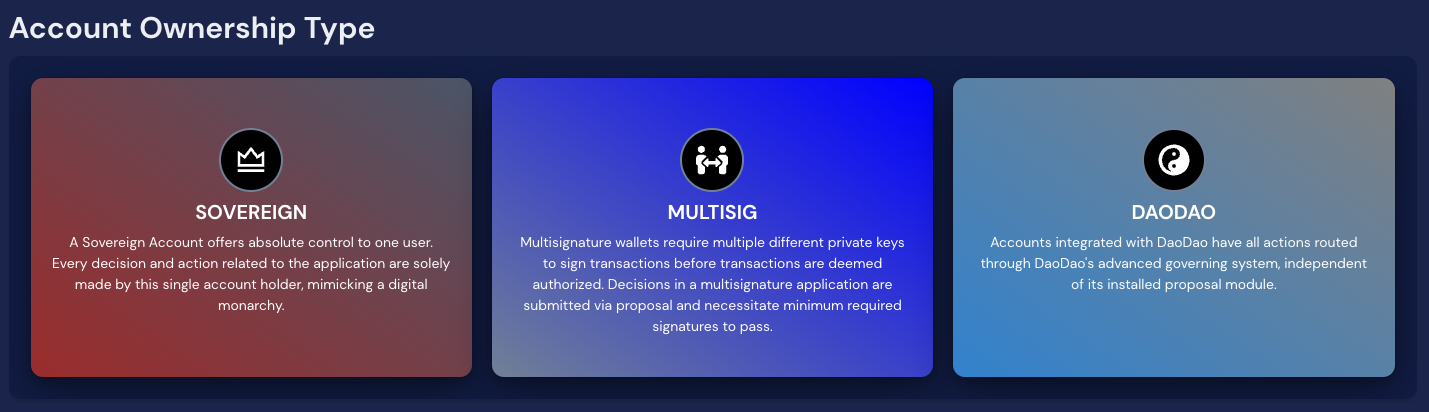 Account Ownership Type
SOVEREIGN
A Sovereign Account offers absolute control to one user.
Every decision and action related to the application are solely
made by this single account holder, mimicking a digital
monarchy.
MULTISIG
Multisignature wallets require multiple different private keys
to sign transactions before transactions are deemed
authorized. Decisions in a multisignature application are
submitted via proposal and necessitate minimum required
signatures to pass.
DAODAO
Accounts integrated with DaoDao have all actions routed
through DaoDao's advanced governing system, independent
of its installed proposal module.